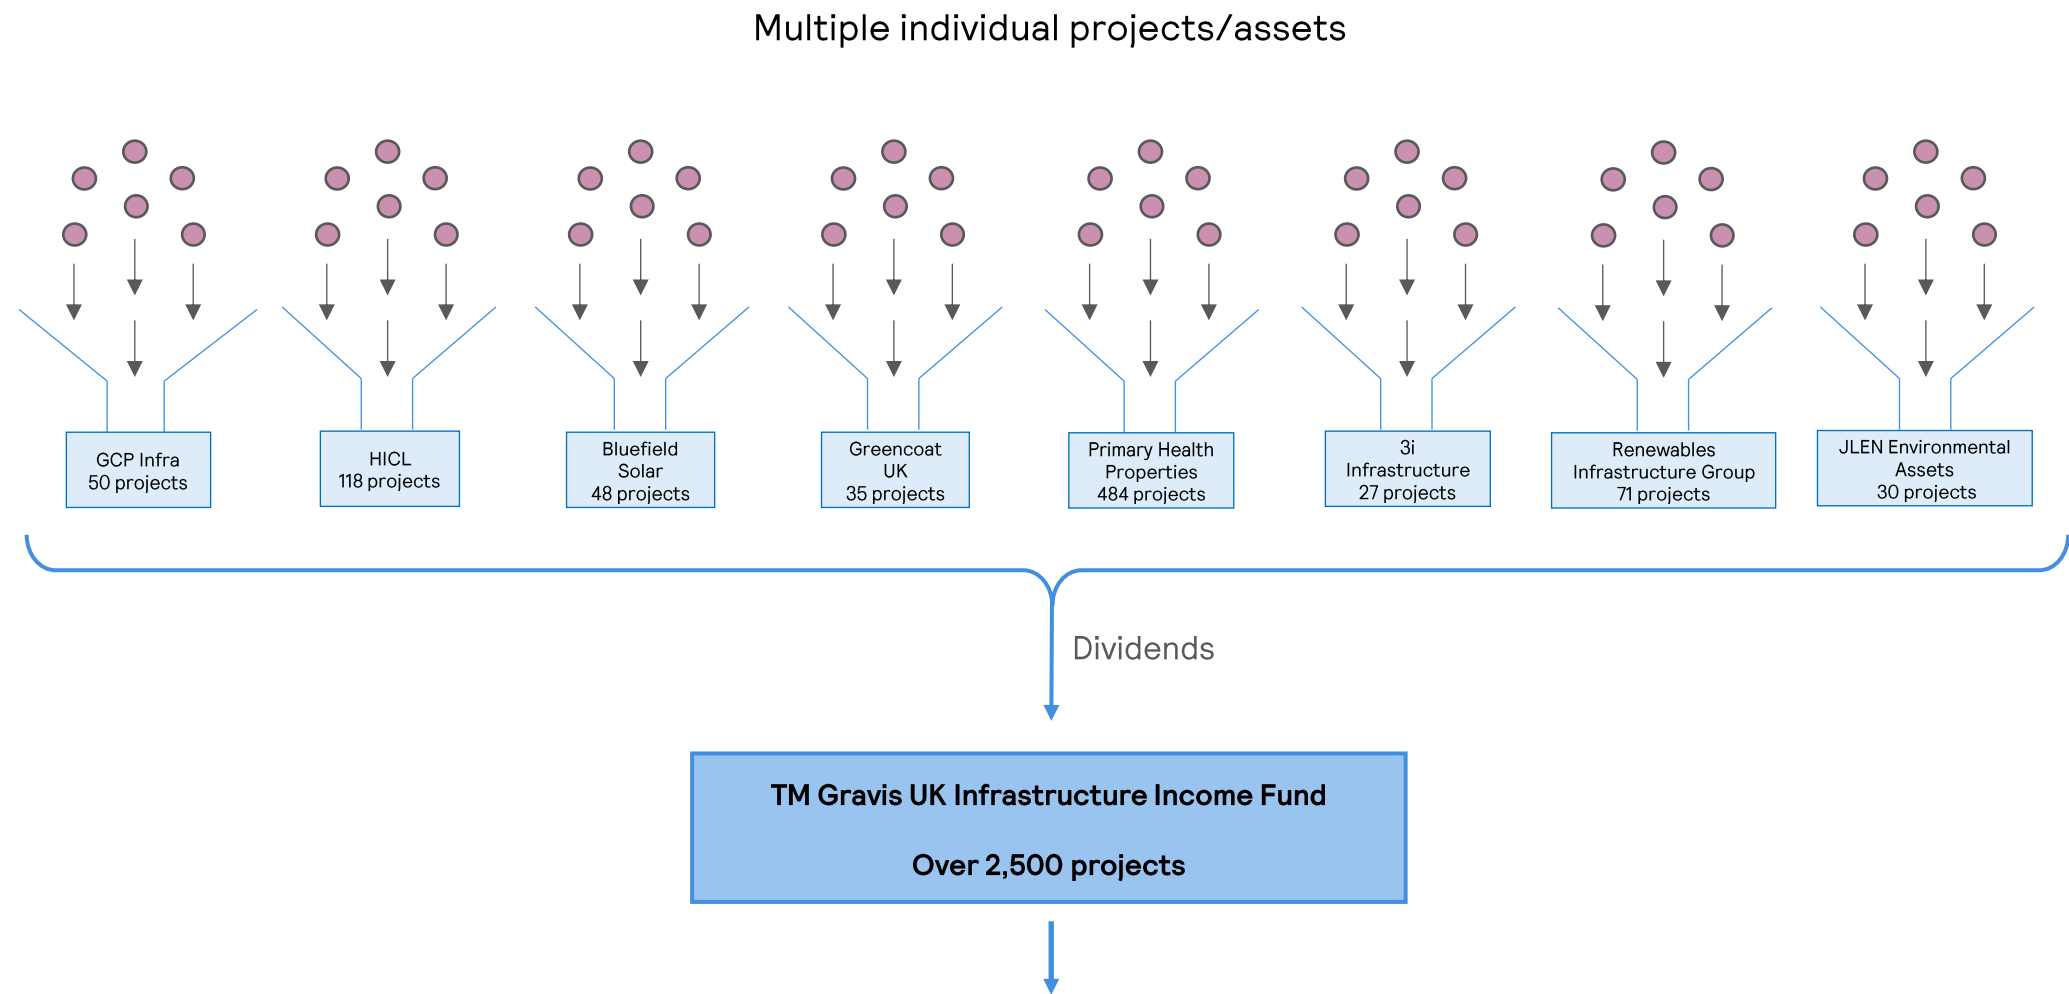 Multiple individual projects/assets
GCP Infra
50 projects
HICL
118 projects
Bluefield
Solar
48 projects
Greencoat
UK
35 projects
Primary Health
Properties
484 projects
3i
Infrastructure
27 projects
Renewables
Infrastructure Group
71 projects
JLEN Environmental
Assets
30 projects
Dividends
TM Gravis UK Infrastructure Income Fund
Over 2,500 projects